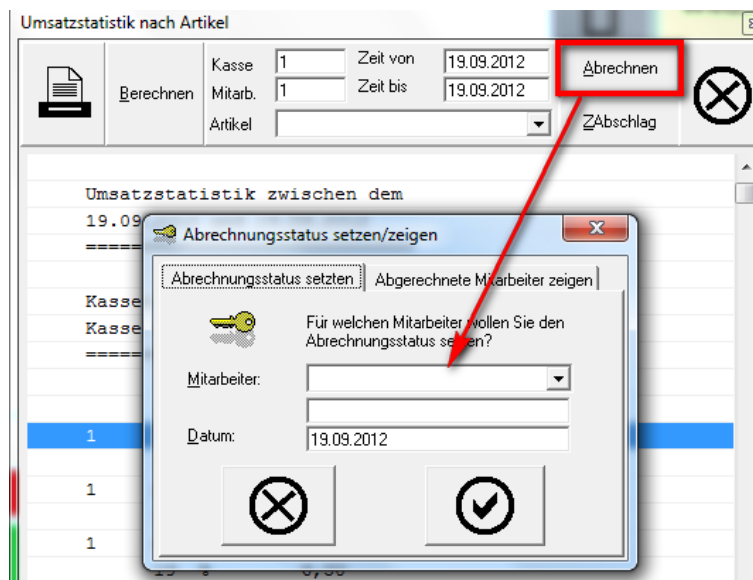 Umsatzstatistik nach Artikel
Kasse 1 Zeit von 19.09.2012 Abrechnen
Berechnen Mitarb. 1 Zeit bis 19.09.2012
Artikel ZAbschlag
Umsatzstatistik zwischen dem
19.09
=====
Abrechnungsstatus setzen/zeigen
Abrechnungsstatus setzten Abgerechnete Mitarbeiter zeigen
Kasse
Kasse
=====
Für welchen Mitarbeiter wollen Sie den
Abrechnungsstatus setzen?
Mitarbeiter:
Datum: 19.09.2012
1
1
1